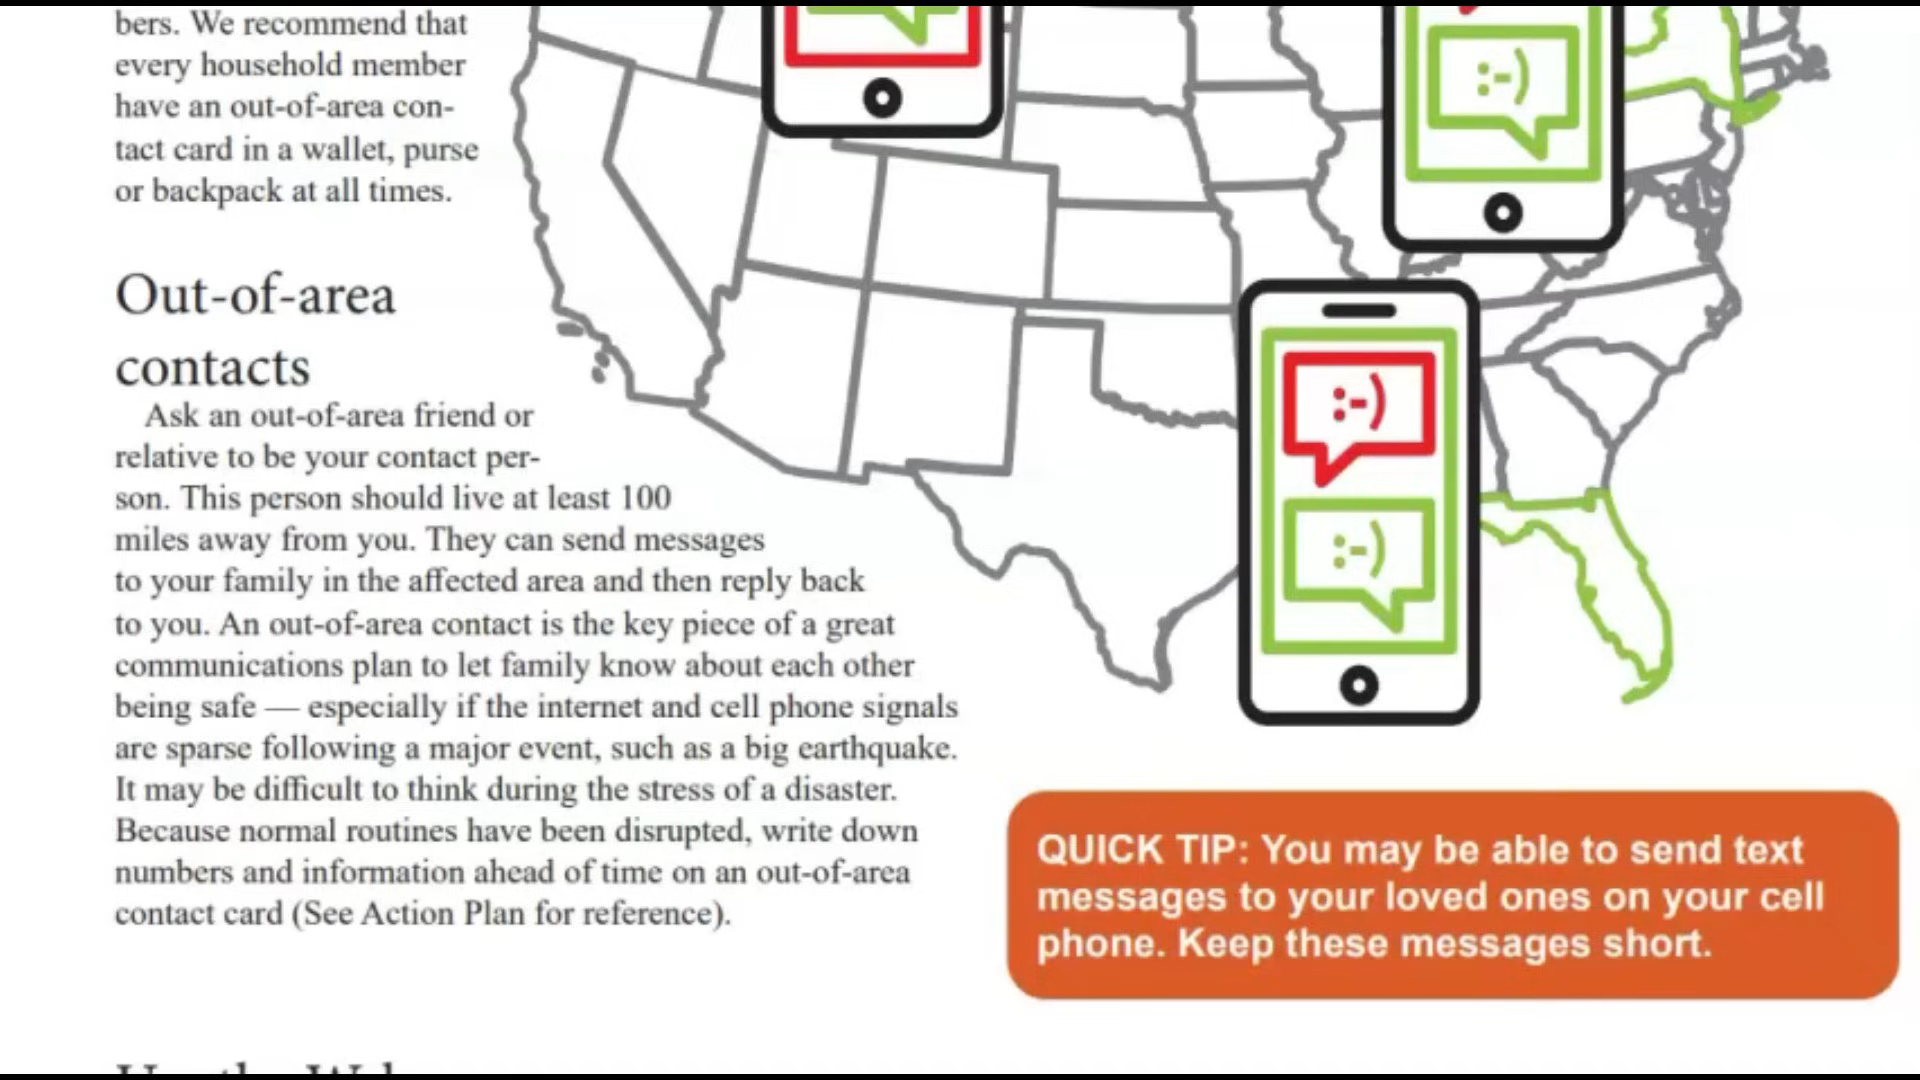 bers. We recommend that
every household member
have an out-of-area con-
tact card in a wallet, purse
or backpack at all times.
Out-of-area
contacts
Ask an out-of-area friend or
relative to be your contact per-
son. This person should live at least 100
miles away from you. They can send messages
to your family in the affected area and then reply back
to you. An out-of-area contact is the key piece of a great
communications plan to let family know about each other
being safe — especially if the internet and cell phone signals
are sparse following a major event, such as a big earthquake.
It may be difficult to think during the stress of a disaster.
Because normal routines have been disrupted, write down
numbers and information ahead of time on an out-of-area
contact card (See Action Plan for reference).
:-)
:-)
:-)
QUICK TIP: You may be able to send text
messages to your loved ones on your cell
phone. Keep these messages short.